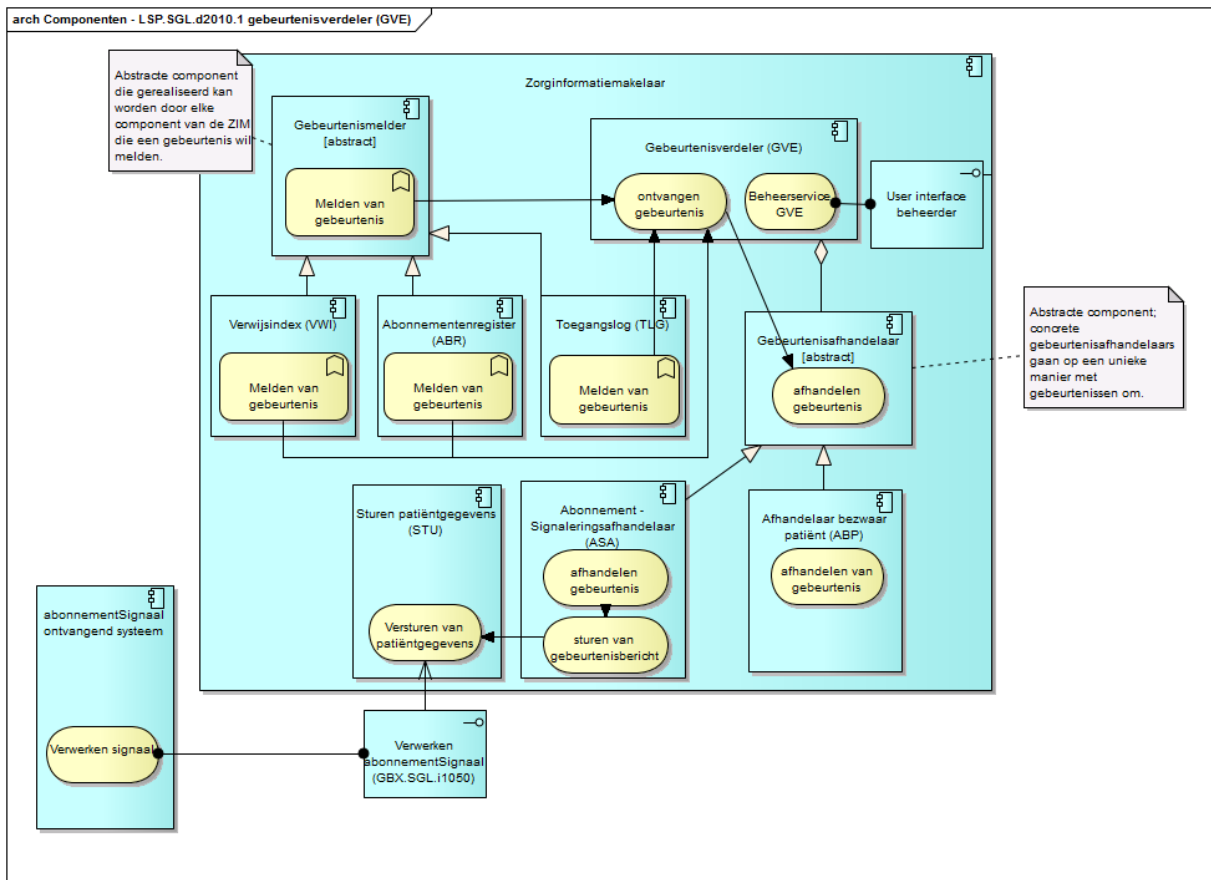 arch Componenten - LSP.SGL.d2010.1 gebeurtenisverdeler (GVE)
Abstracte component
die gerealiseerd kan
worden door elke
component van de ZIM
die een gebeurtenis wil
melden.
Zorginformatiemakelaar
Gebeurtenismelder
[abstract]
Melden van
gebeurtenis
Gebeurtenisverdeler (GVE)
ontvangen
gebeurtenis
Beheerservice
GVE
User interface
beheerder
Verwijsindex (VWI)
Melden van
gebeurtenis
Abonnementenregister
(ABR)
Melden van
gebeurtenis
Toegangslog (TLG)
Melden van
gebeurtenis
Gebeurtenisafhandelaar
[abstract]
afhandelen
gebeurtenis
Abstracte component;
concrete
gebeurtenisafhandelaars
gaan op een unieke
manier met
gebeurtenissen om.
Sturen patiëntgegevens
(STU)
Versturen van
patiëntgegevens
Abonnement -
Signaleringsafhandelaar
(ASA)
afhandelen
gebeurtenis
sturen van
gebeurtenisbericht
Afhandelaar bezwaar
patiënt (ABP)
afhandelen van
gebeurtenis
abonnementSignaal
ontvangend systeem
Verwerken signaal
Verwerken
abonnementSignaal
(GBX.SGL.i1050)